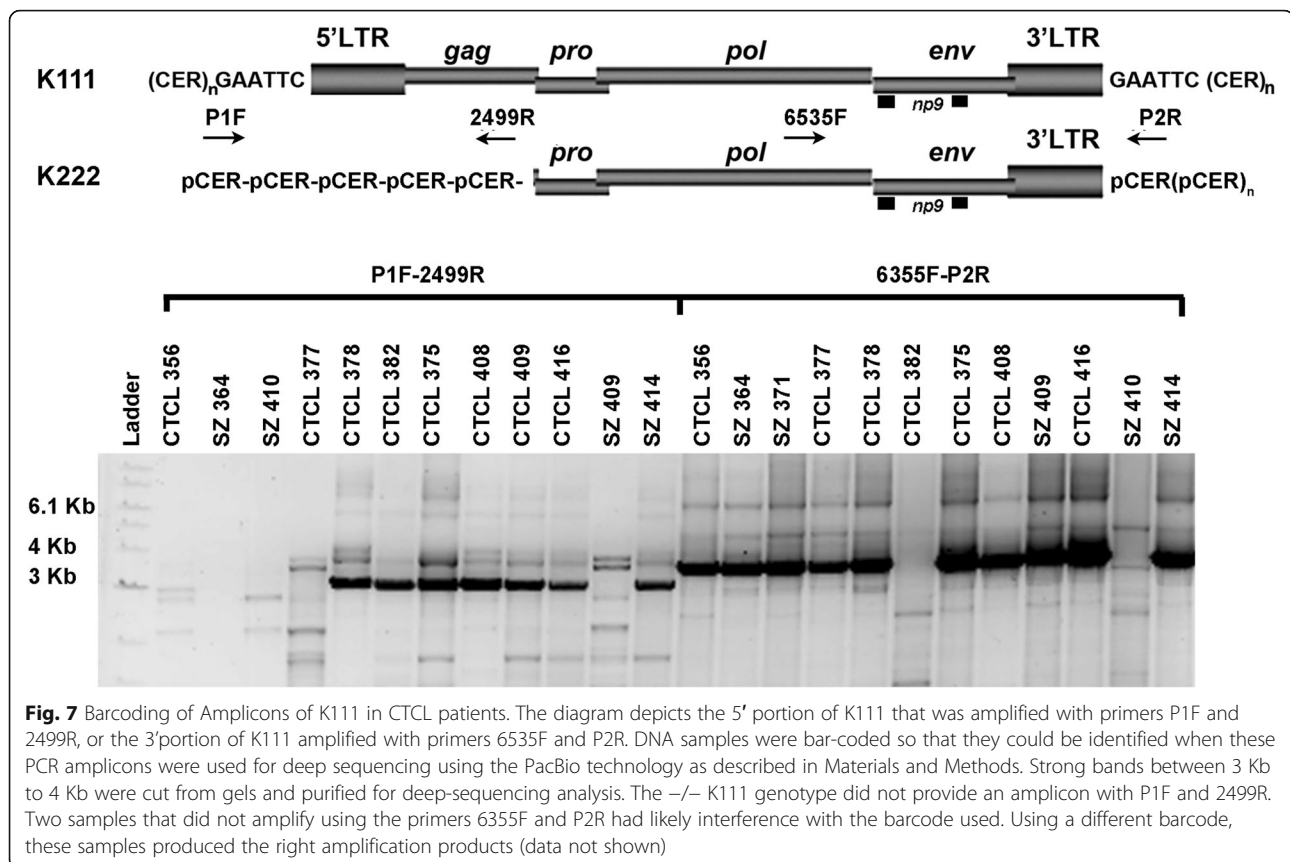 5'LTR gag pro pol env 3'LTR
K111 (CER)nGAATTC GAATTC (CER)n
np9
P1F 2499R 6535F P2R
pro pol env 3'LTR
K222 pCER-pCER-pCER-pCER-pCER- pCER(pCER)n
np9
P1F-2499R 6355F-P2R
Ladder CTCL 356 SZ 364 SZ 410 CTCL 377 CTCL 378 CTCL 382 CTCL 375 CTCL 408 CTCL 409 CTCL 416 SZ 409 SZ 414 CTCL 356 SZ 364 SZ 371 CTCL 377 CTCL 378 CTCL 382 CTCL 375 CTCL 408 SZ 409 CTCL 416 SZ 410 SZ 414
6.1 Kb
4 Kb
3 Kb
Fig. 7 Barcoding of Amplicons of K111 in CTCL patients. The diagram depicts the 5′ portion of K111 that was amplified with primers P1F and
2499R, or the 3′portion of K111 amplified with primers 6535F and P2R. DNA samples were bar-coded so that they could be identified when these
PCR amplicons were used for deep sequencing using the PacBio technology as described in Materials and Methods. Strong bands between 3 Kb
to 4 Kb were cut from gels and purified for deep-sequencing analysis. The −/− K111 genotype did not provide an amplicon with P1F and 2499R.
Two samples that did not amplify using the primers 6355F and P2R had likely interference with the barcode used. Using a different barcode,
these samples produced the right amplification products (data not shown)